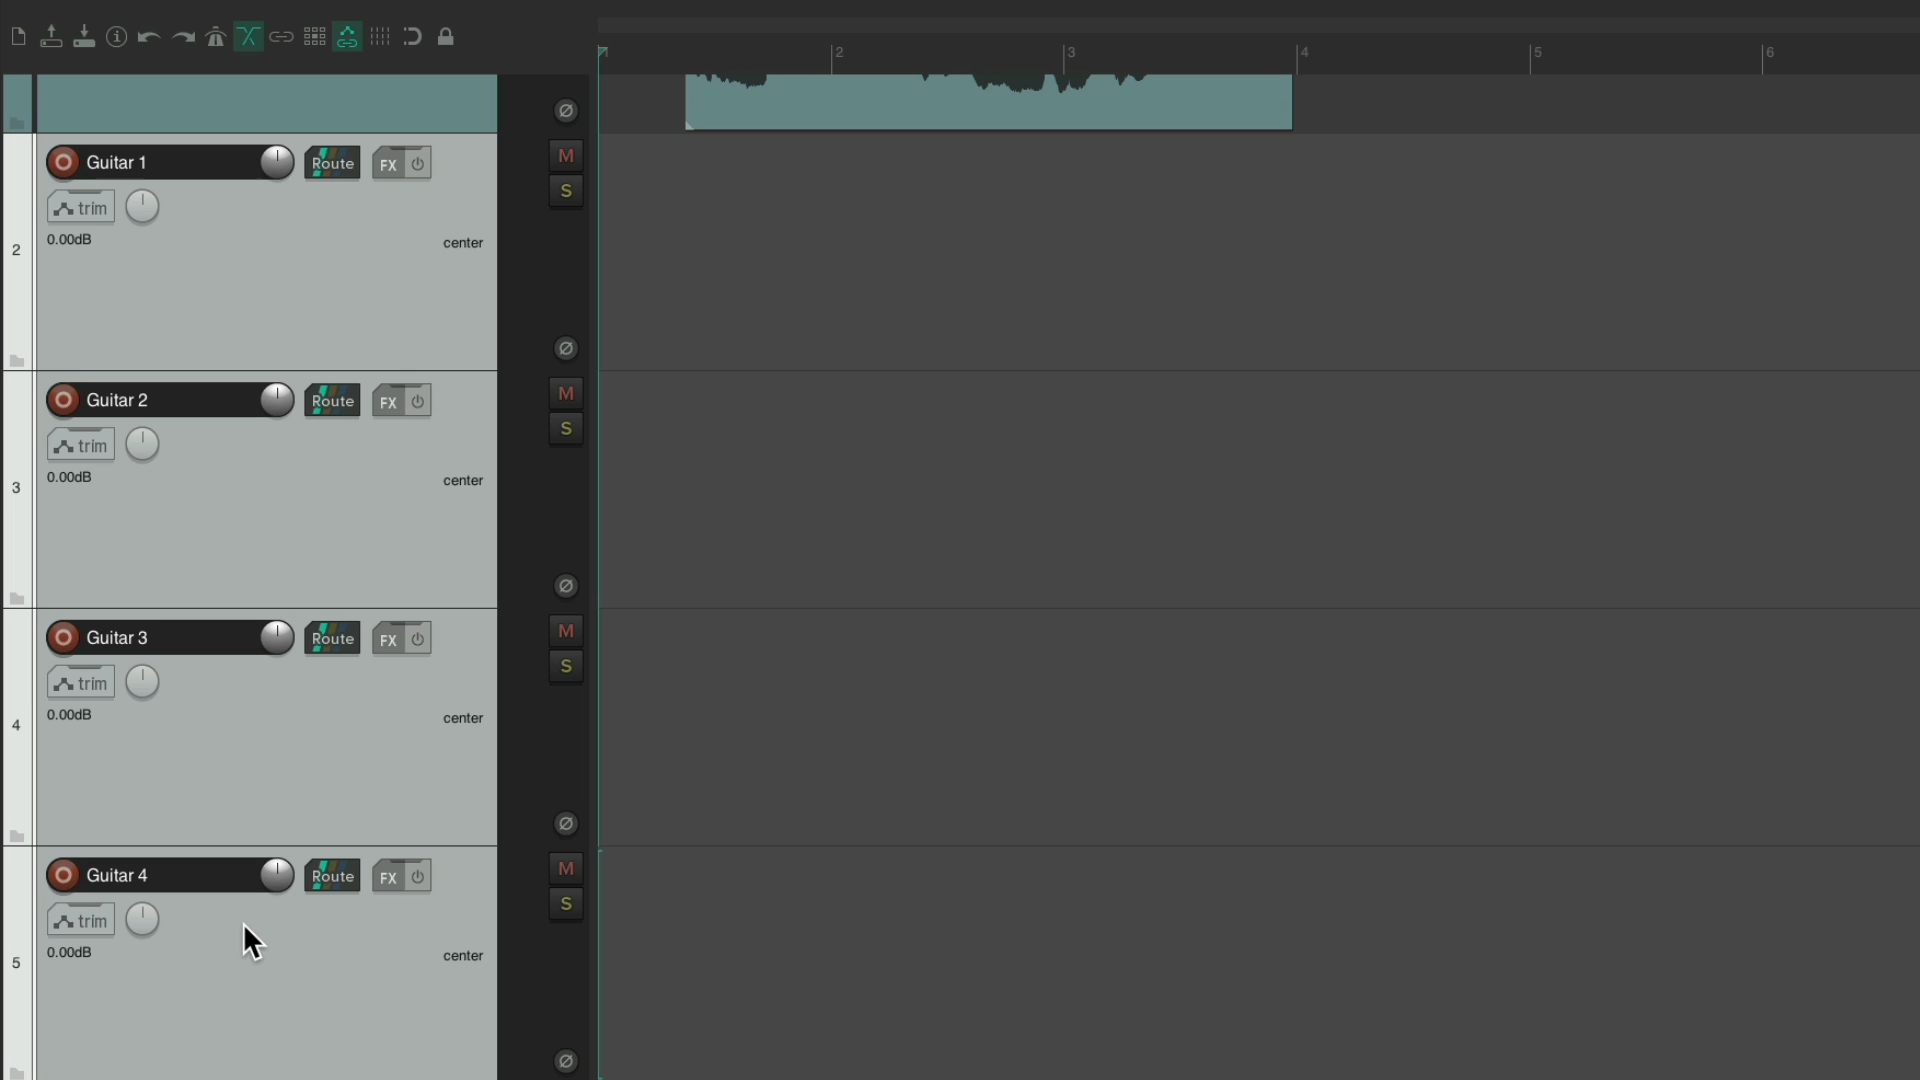 2 3 4 5 6
M
Guitar 1 Route FX
S
trim
0.00dB center
2
M
Guitar 2 Route FX
S
trim
0.00dB center
3
M
Guitar 3 Route FX
S
trim
0.00dB center
4
M
Guitar 4 Route FX
S
trim
0.00dB center
5